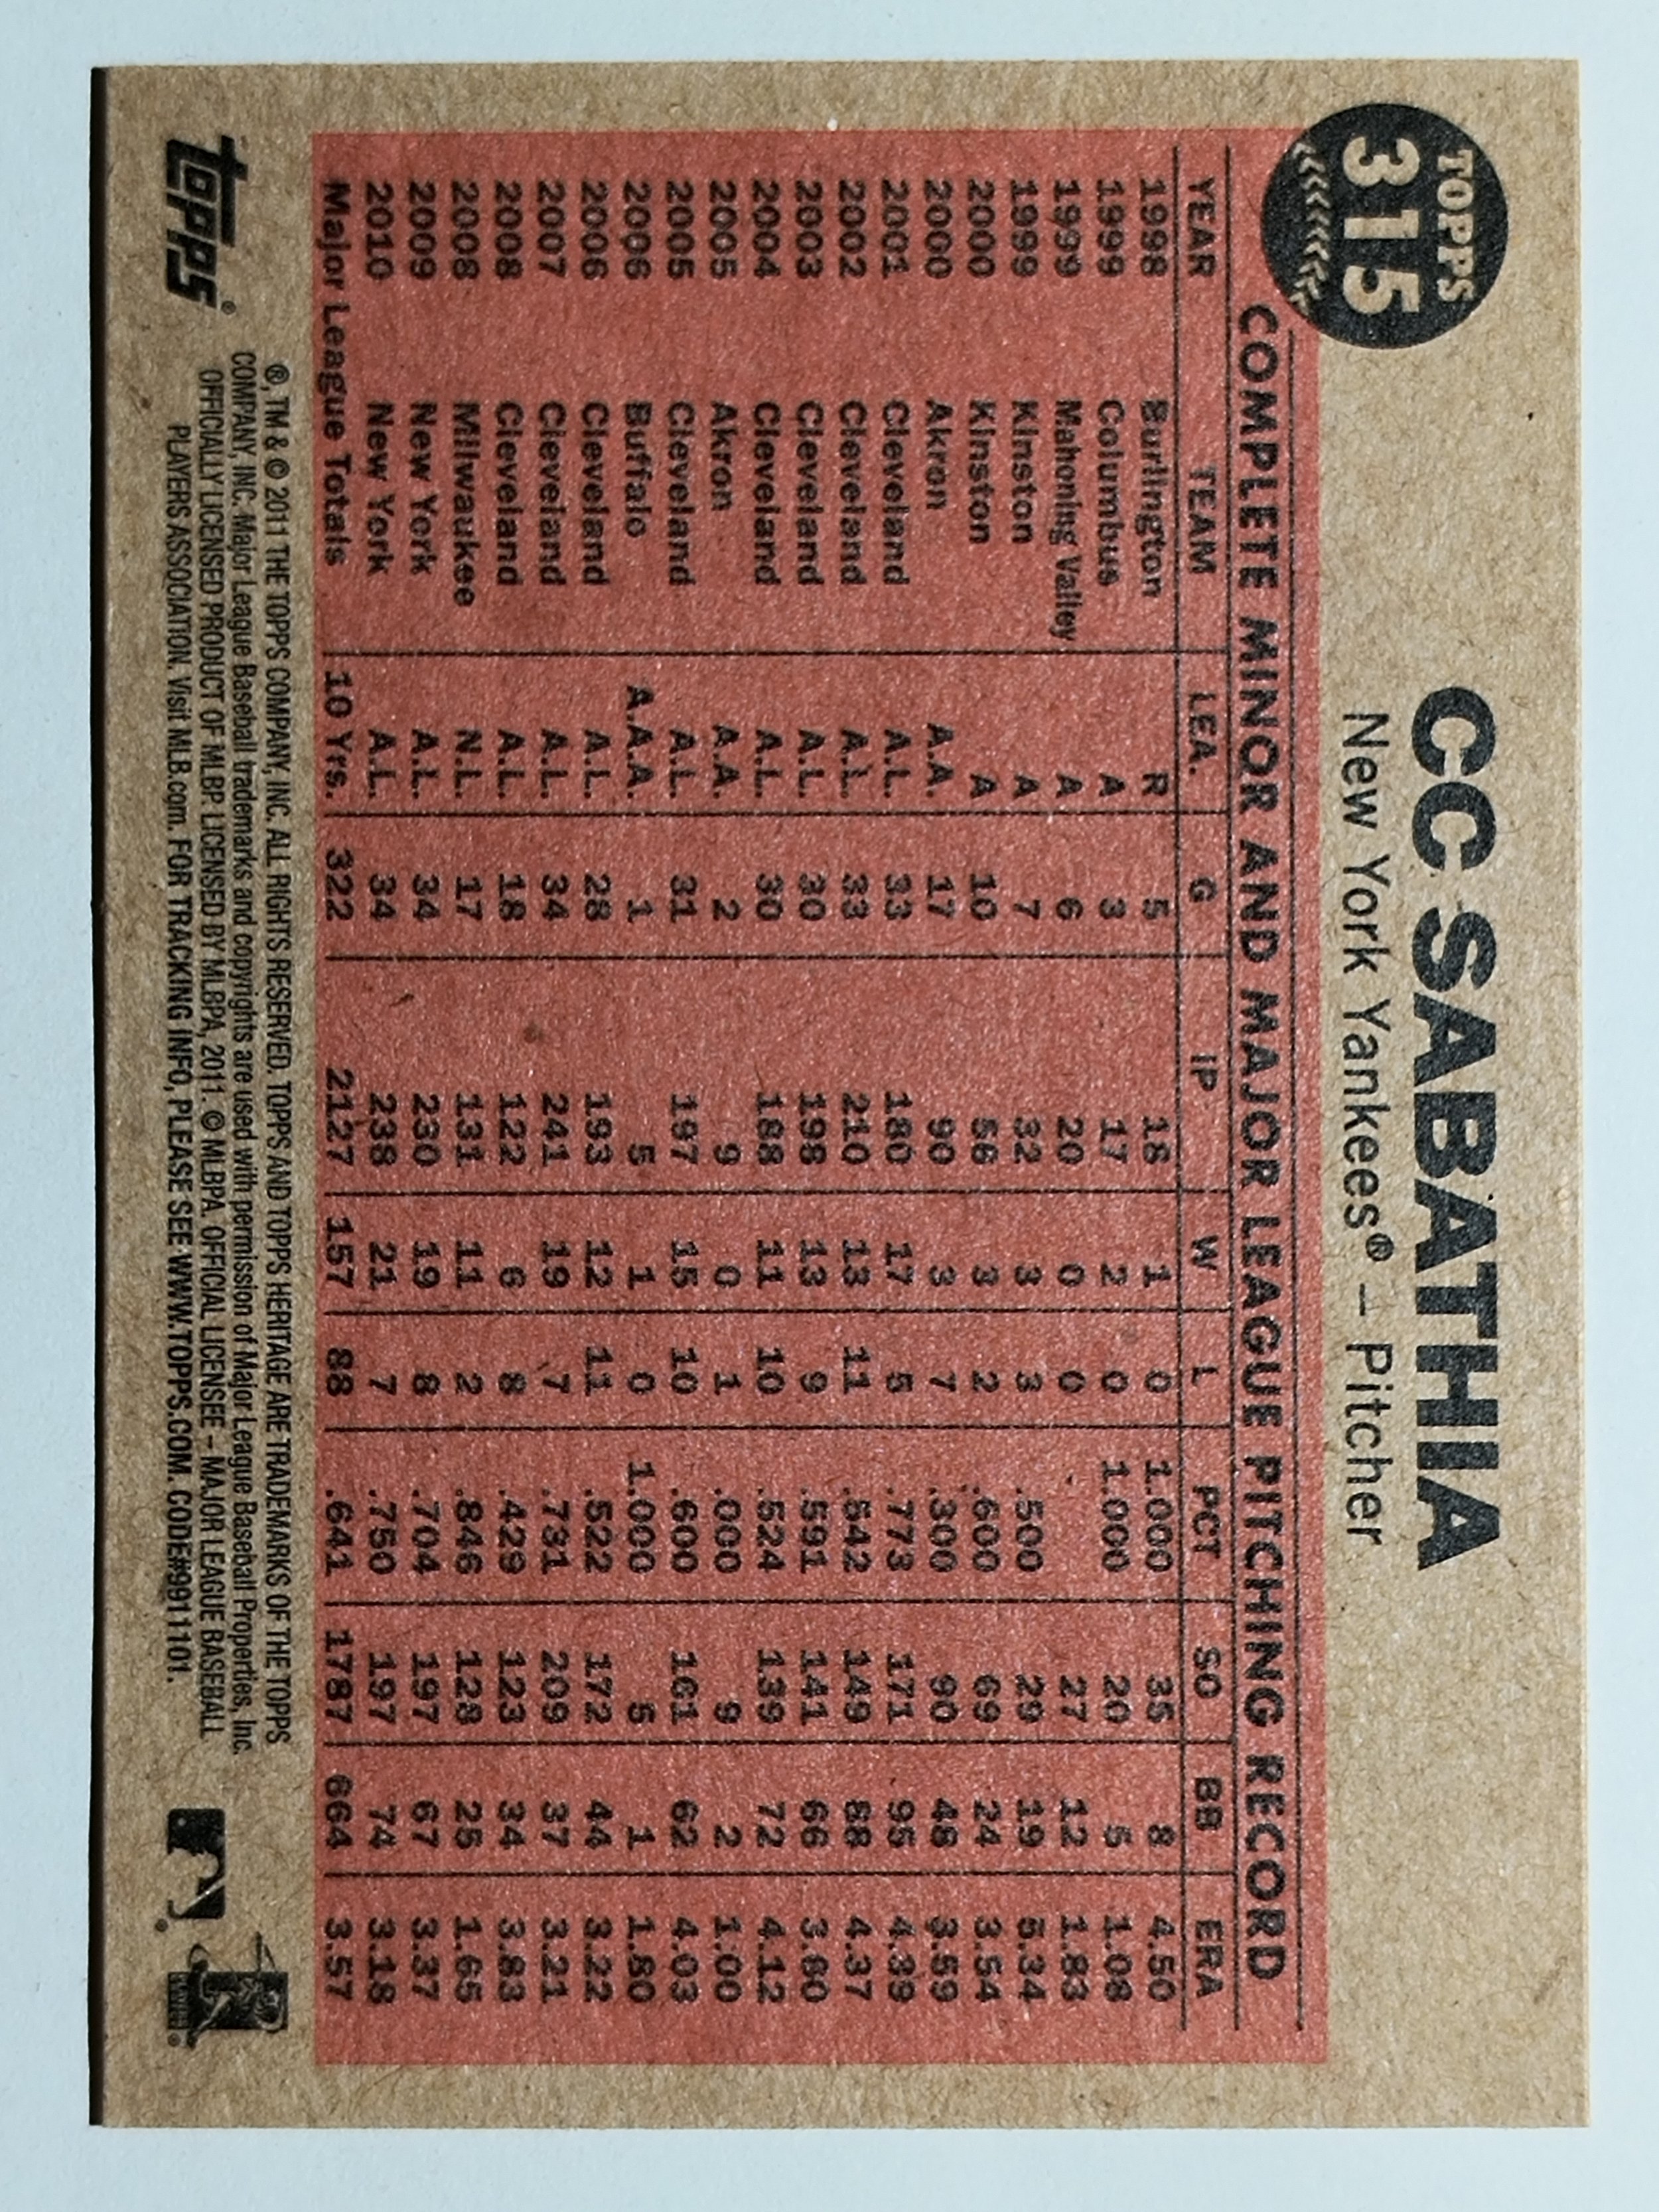 TOPPS
315
CC SABATHIA
New York Yankees® – Pitcher
COMPLETE MINOR AND MAJOR LEAGUE PITCHING RECORD
YEAR TEAM LEA. G IP W L PCT SO BB ERA
1998 Burlington R 5 18 1 0 1.000 35 8 4.50
1999 Columbus A 3 17 2 0 1.000 20 5 1.08
1999 Mahoning Valley A 6 20 0 0 27 12 1.83
1999 Kinston A 7 32 3 3 .500 29 19 5.34
2000 Kinston A 10 56 3 2 .600 69 24 3.54
2000 Akron A.A. 17 90 3 7 .300 90 48 3.59
2001 Cleveland A.L. 33 180 17 5 .773 171 95 4.39
2002 Cleveland A.L. 33 210 13 11 .542 149 88 4.37
2003 Cleveland A.L. 30 198 13 9 .591 141 66 3.60
2004 Cleveland A.L. 30 188 11 10 .524 139 72 4.12
2005 Akron A.A. 2 9 0 1 .000 9 2 1.00
2005 Cleveland A.L. 31 197 15 10 .600 161 62 4.03
2006 Buffalo A.A.A. 1 5 1 0 1.000 5 1 1.80
2006 Cleveland A.L. 28 193 12 11 .522 172 44 3.22
2007 Cleveland A.L. 34 241 19 7 .731 209 37 3.21
2008 Cleveland A.L. 18 122 6 8 .429 123 34 3.83
2008 Milwaukee N.L. 17 131 11 2 .846 128 25 1.65
2009 New York A.L. 34 230 19 8 .704 197 67 3.37
2010 New York A.L. 34 238 21 7 .750 197 74 3.18
Major League Totals 10 Yrs. 322 2127 157 88 .641 1787 664 3.57
topps®
®, TM & © 2011 THE TOPPS COMPANY, INC. ALL RIGHTS RESERVED. TOPPS AND TOPPS HERITAGE ARE TRADEMARKS OF THE TOPPS
COMPANY, INC. Major League Baseball trademarks and copyrights are used with permission of Major League Baseball Properties, Inc.
OFFICIALLY LICENSED PRODUCT OF MLBP. LICENSED BY MLBPA, 2011. © MLBPA. OFFICIAL LICENSEE – MAJOR LEAGUE BASEBALL
PLAYERS ASSOCIATION. Visit MLB.com. FOR TRACKING INFO, PLEASE SEE WWW.TOPPS.COM. CODE#9911101.